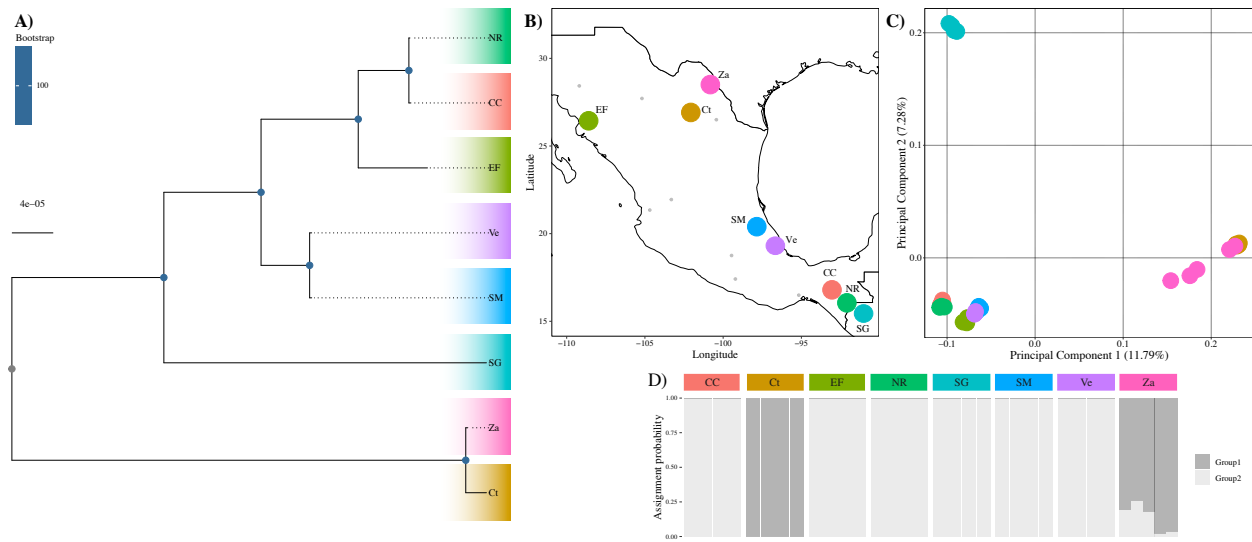 A)
Bootstrap
100
4e−05
NR
CC
EF
Ve
SM
SG
Za
Ct
B)
30
25
20
15
Latitude
−110
−105
−100
−95
Longitude
Za
Ct
EF
SM
Ve
CC
NR
SG
C)
0.2
0.1
0.0
Principal Component 2 (7.28%)
−0.1
0.0
0.1
0.2
Principal Component 1 (11.79%)
D)
CC
Ct
EF
NR
SG
SM
Ve
Za
1.00
0.75
0.50
0.25
0.00
Assignment probability
Group1
Group2